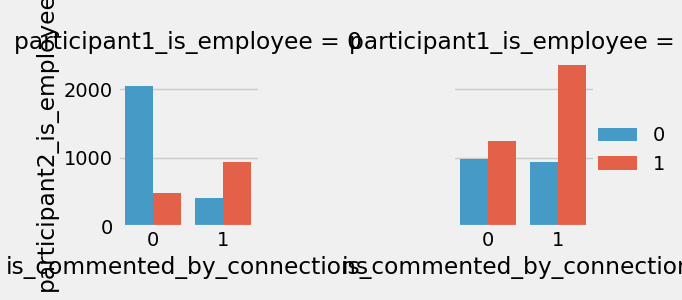 participant1_is_employee = 0
participant1_is_employee =
participant2_is_employee
2000
1000
0
0
1
0
1
0
1
is_commented_by_connections
is_commented_by_connection